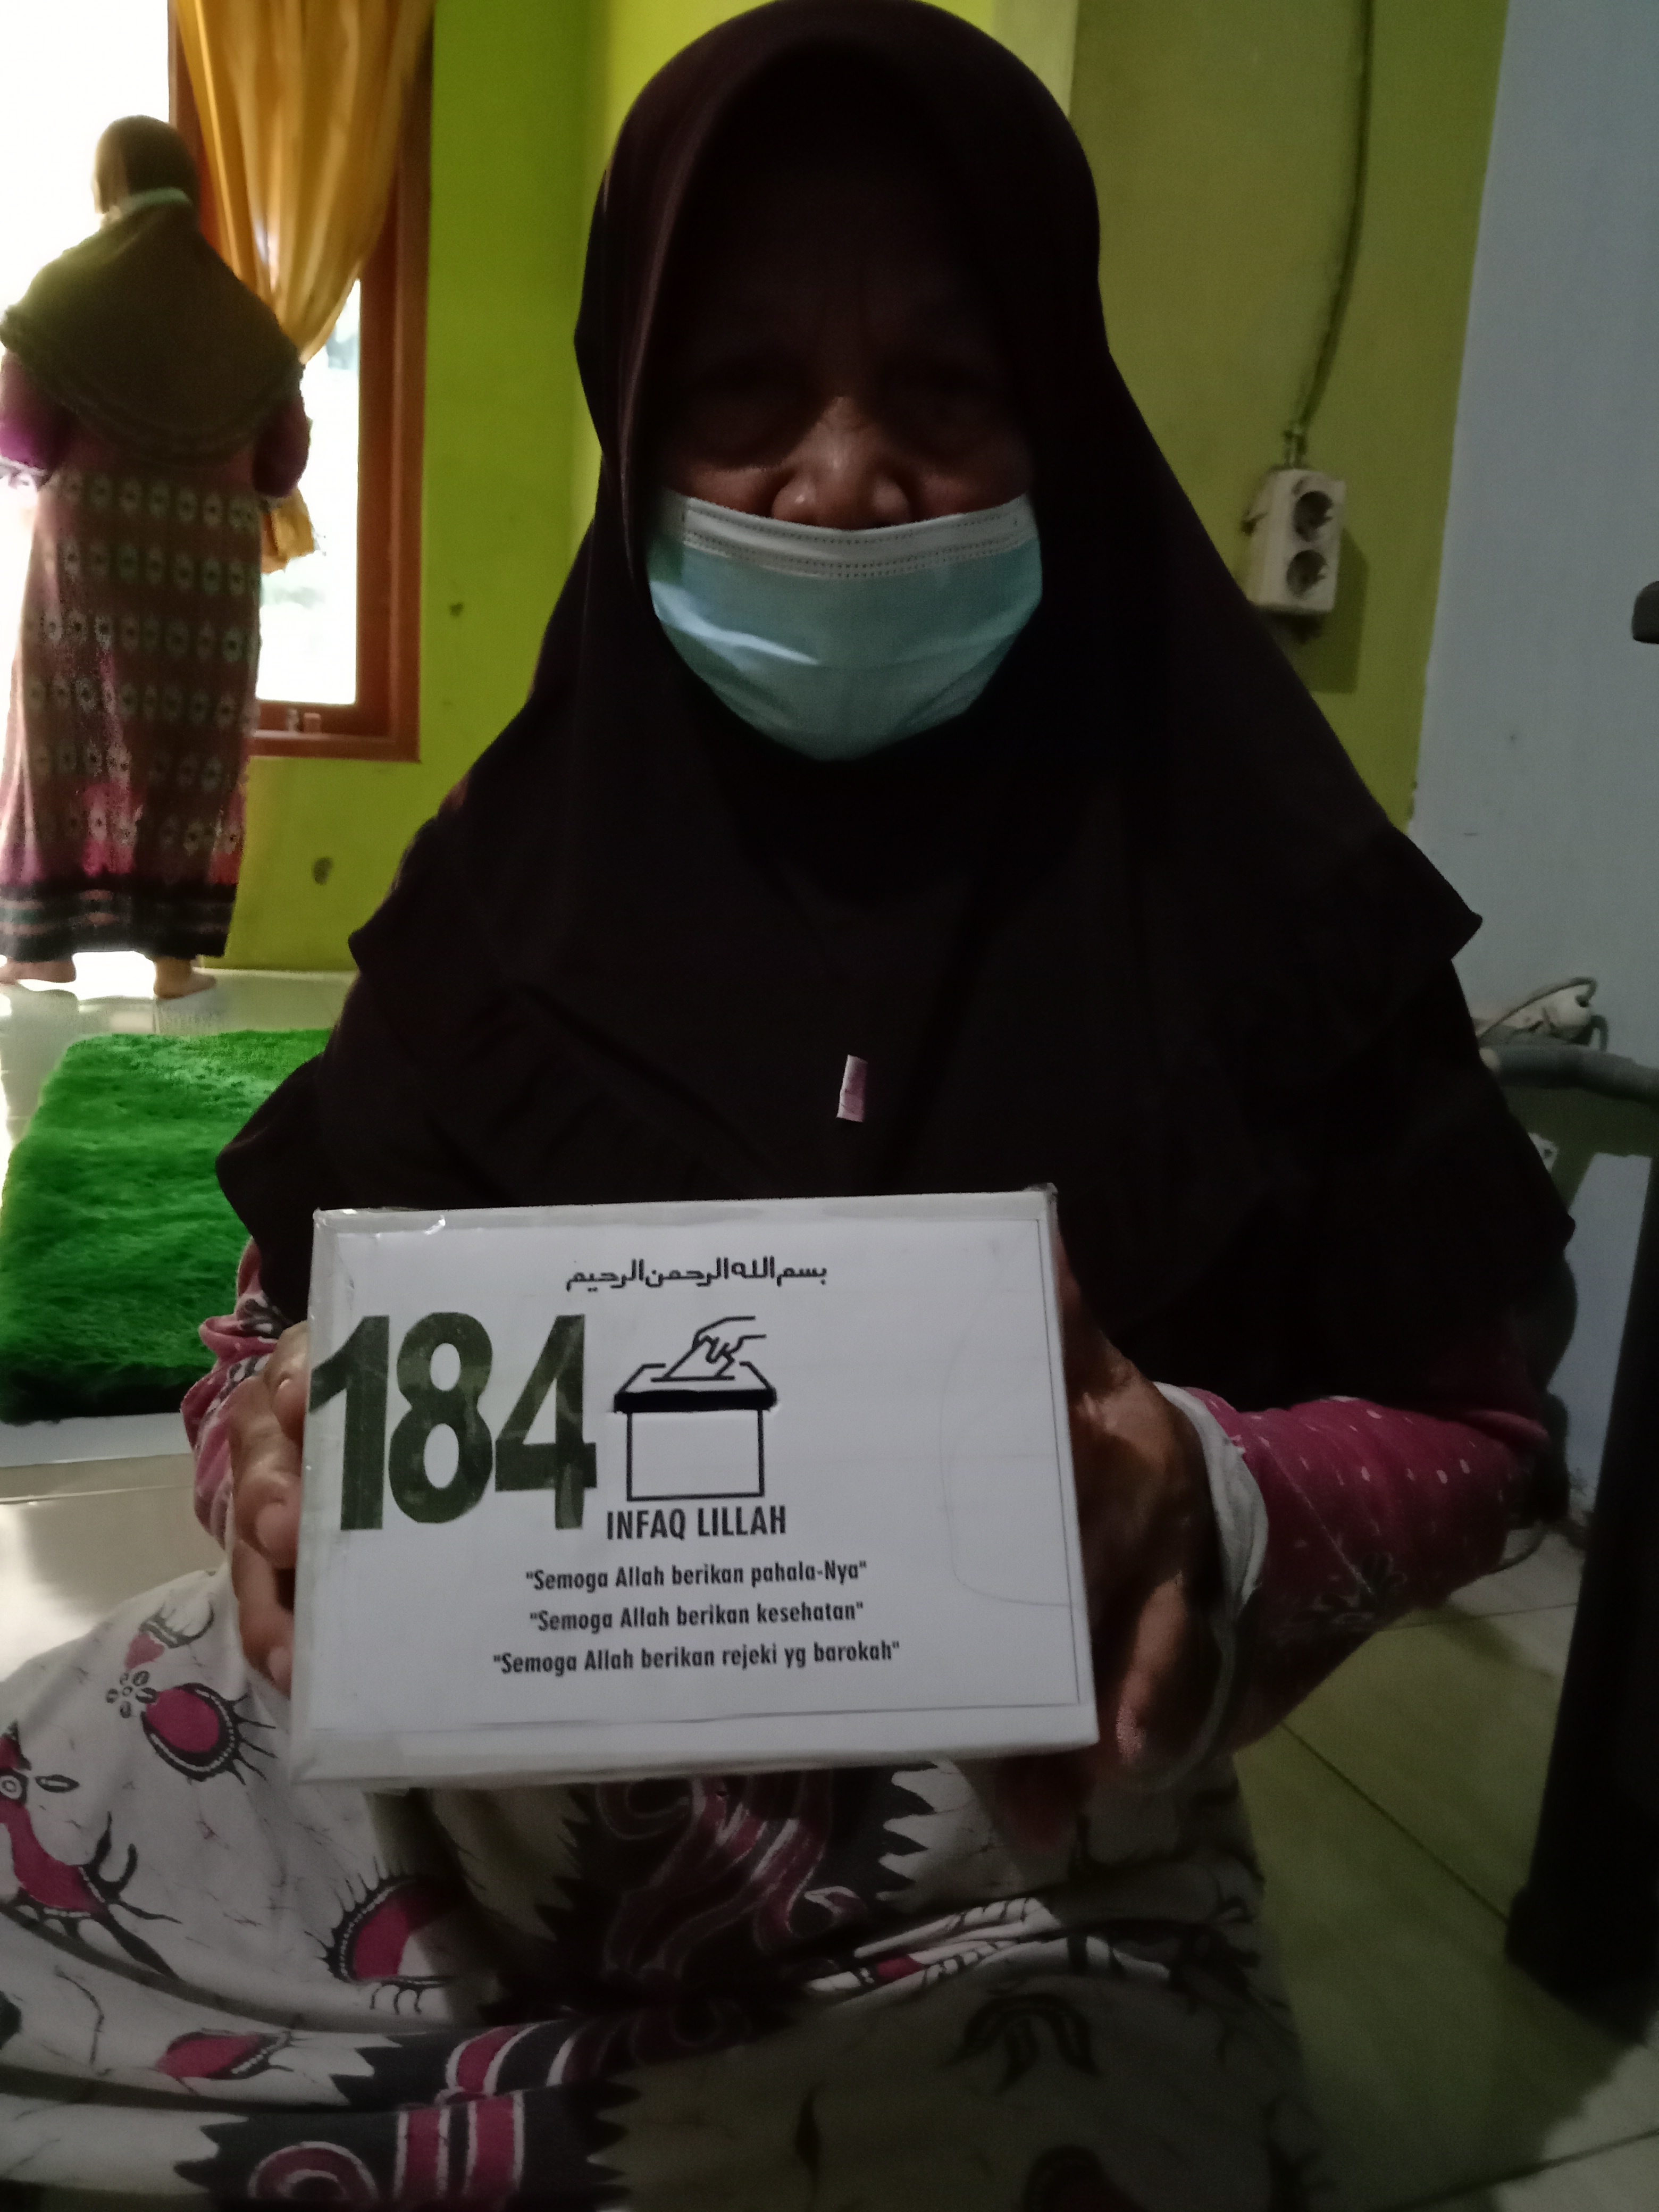 بسم الله الرحمن الرحيم
184
INFAQ LILLAH
"Semoga Allah berikan pahala-Nya"
"Semoga Allah berikan kesehatan"
"Semoga Allah berikan rejeki yg barokah"